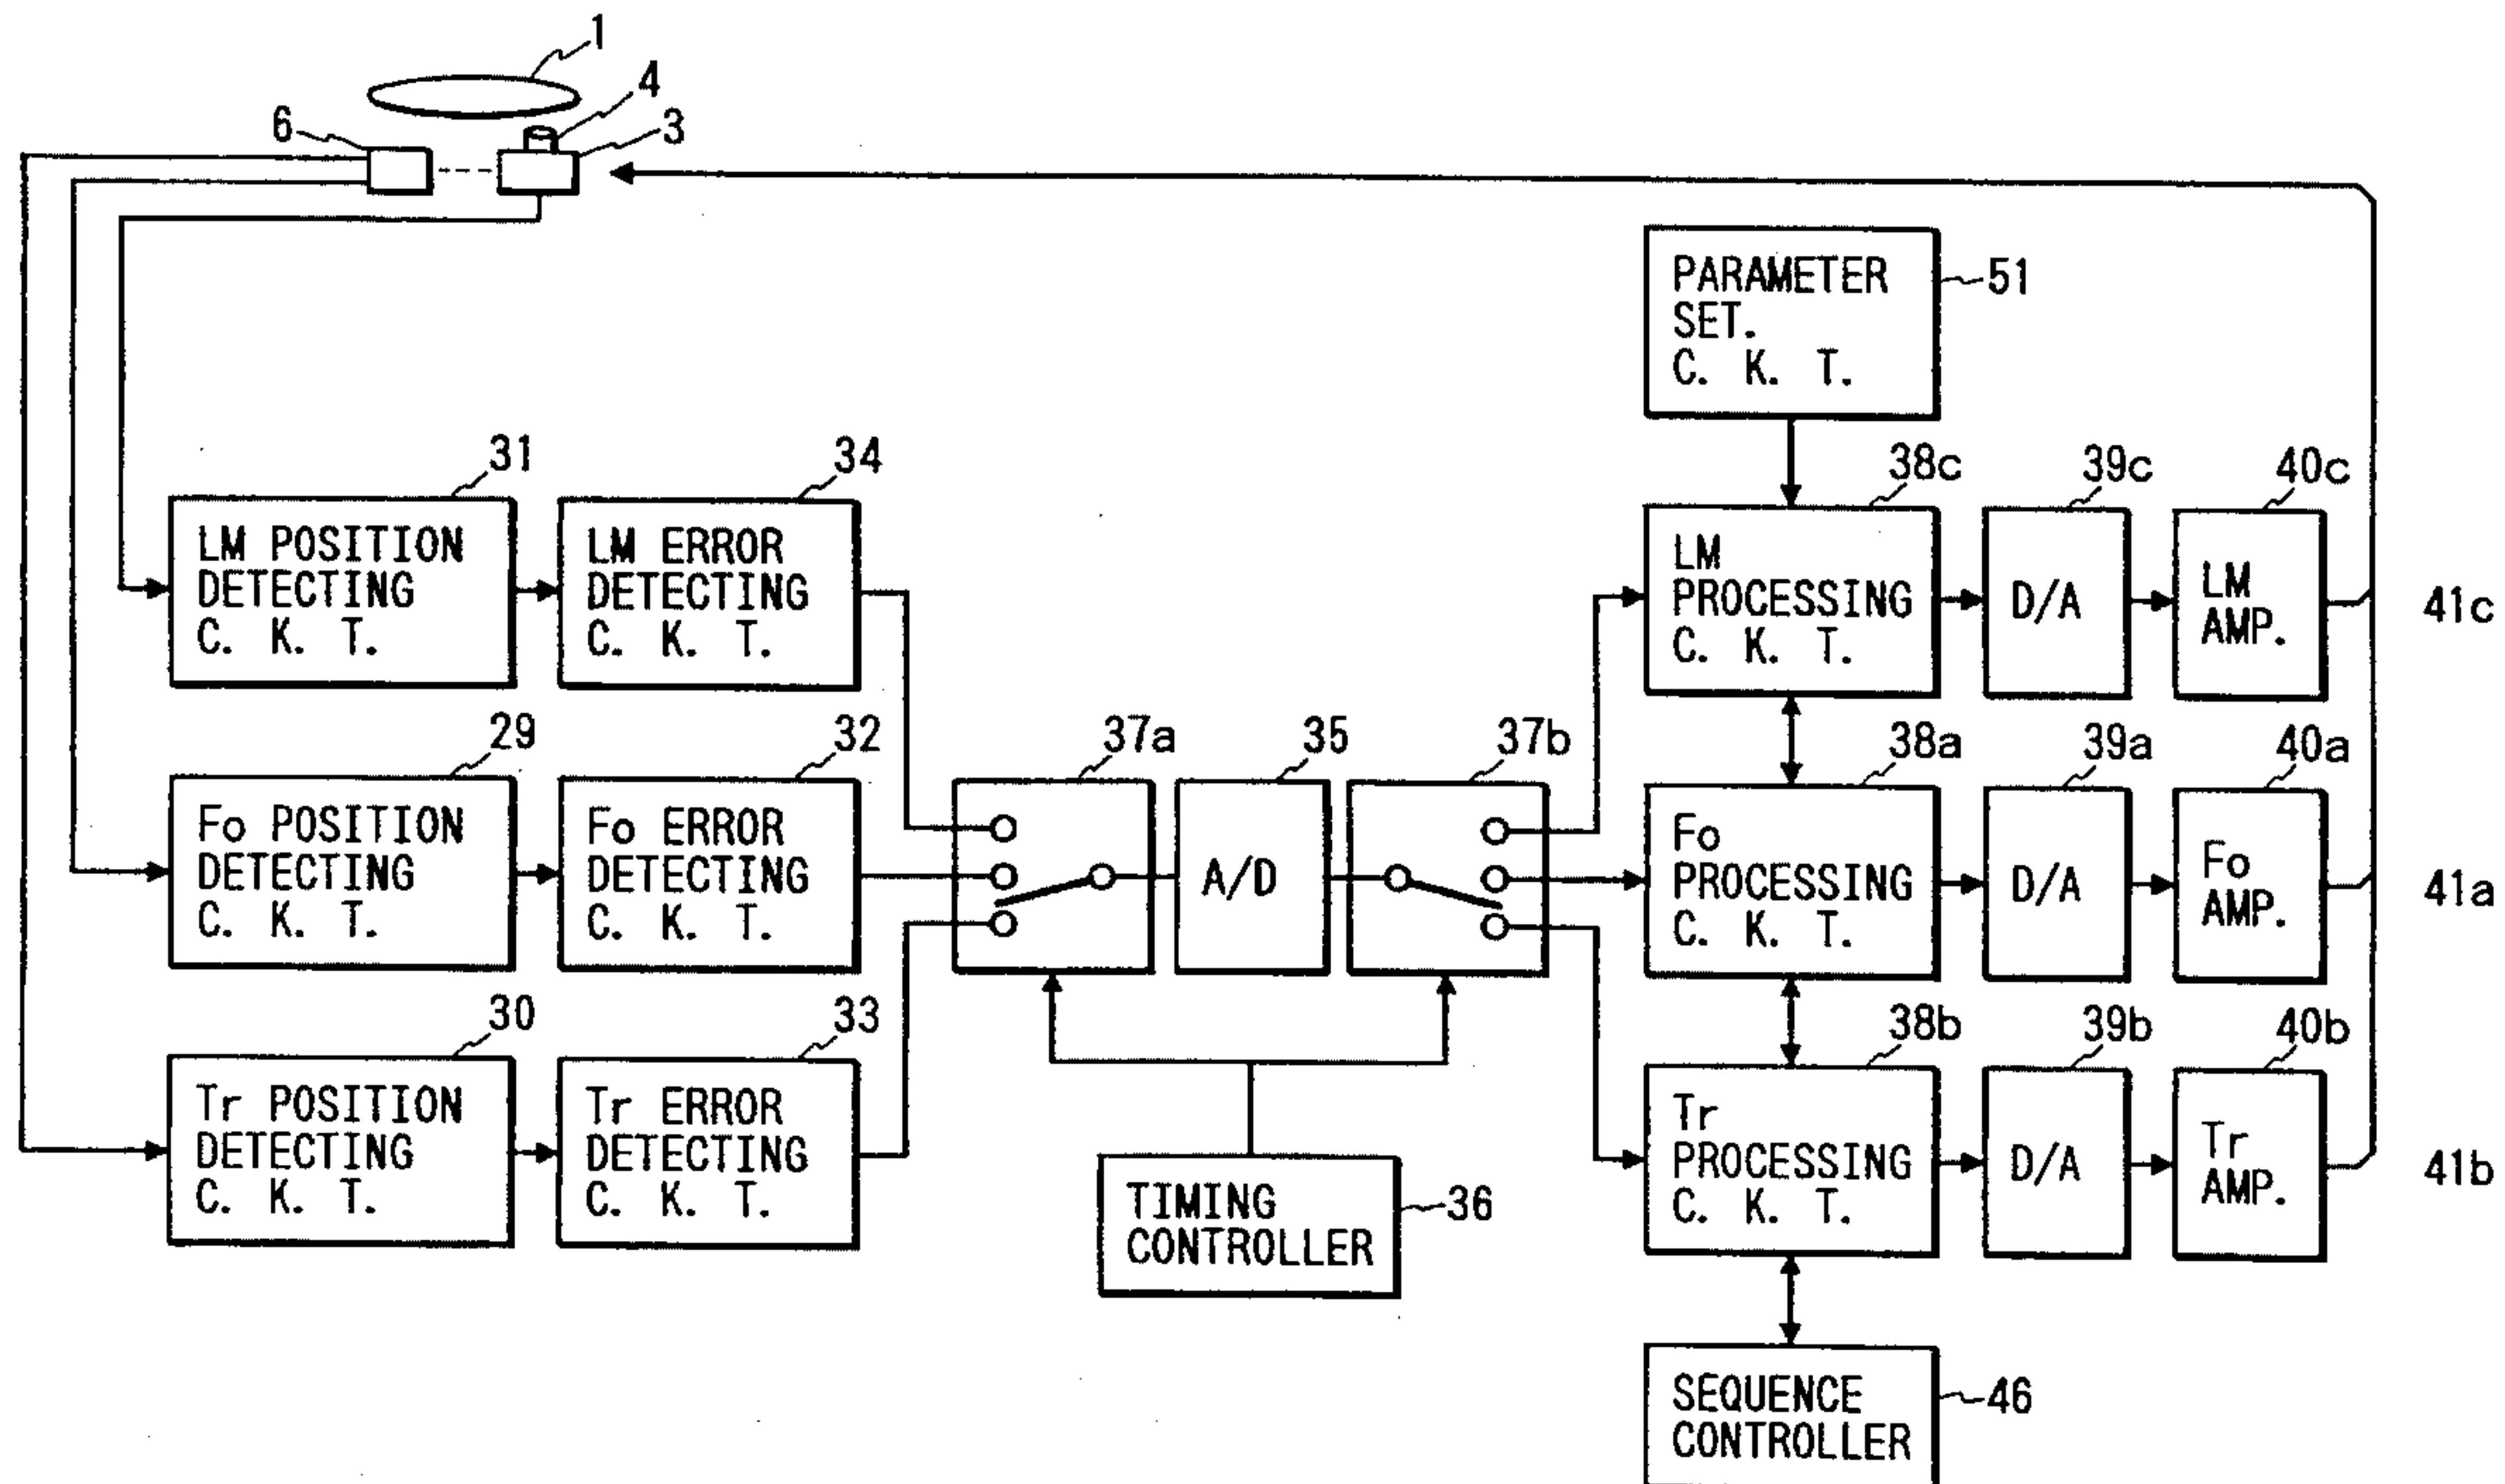 1
4
6
3
PARAMETER
SET.
C. K. T.
51
31
34
38c
39c
40c
LM POSITION
DETECTING
C. K. T.
LM ERROR
DETECTING
C. K. T.
LM
PROCESSING
C. K. T.
D/A
LM
AMP.
41c
29
32
37a
35
37b
38a
39a
40a
Fo POSITION
DETECTING
C. K. T.
Fo ERROR
DETECTING
C. K. T.
A/D
Fo
PROCESSING
C. K. T.
D/A
Fo
AMP.
41a
30
33
38b
39b
40b
Tr POSITION
DETECTING
C. K. T.
Tr ERROR
DETECTING
C. K. T.
TIMING
CONTROLLER
36
Tr
PROCESSING
C. K. T.
D/A
Tr
AMP.
41b
SEQUENCE
CONTROLLER
46